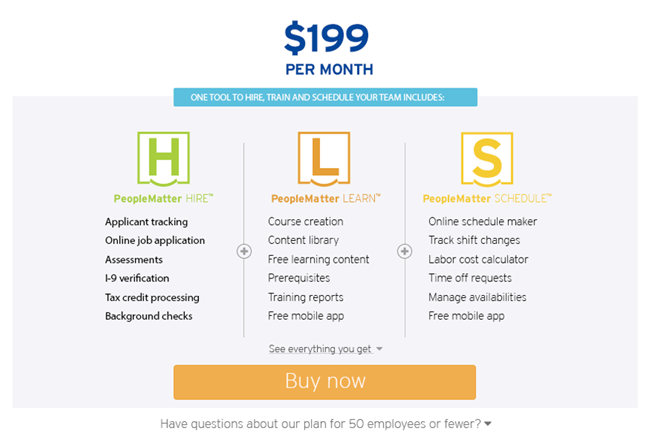 $199
PER MONTH
ONE TOOL TO HIRE, TRAIN AND SCHEDULE YOUR TEAM INCLUDES:
H
PeopleMatter HIRE™
Applicant tracking
Online job application
Assessments
I-9 verification
Tax credit processing
Background checks
+
L
PeopleMatter LEARN™
Course creation
Content library
Free learning content
Prerequisites
Training reports
Free mobile app
+
S
PeopleMatter SCHEDULE™
Online schedule maker
Track shift changes
Labor cost calculator
Time off requests
Manage availabilities
Free mobile app
See everything you get
Buy now
Have questions about our plan for 50 employees or fewer?